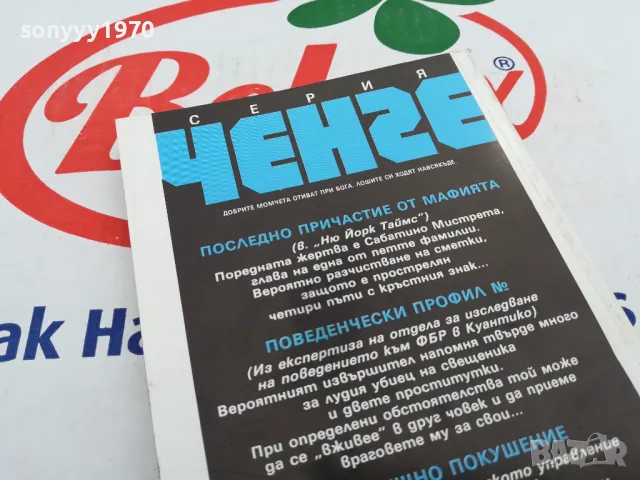 sonyyy1970
®
СЕРИЯ
ЧЕНГЕ
ДОБРИТЕ МОМЧЕТА ОТИВАТ ПРИ БОГА. ЛОШИТЕ СИ ХОДЯТ НАВСЯКЪДЕ.
ПОСЛЕДНО ПРИЧАСТИЕ ОТ МАФИЯТА
(в. „Ню Йорк Таймс“)
Поредната жертва е Сабатино Мистрета,
глава на една от петте фамилии.
Вероятно разчистване на сметки,
защото е прострелян
четири пъти с кръстния знак...
ПОВЕДЕНЧЕСКИ ПРОФИЛ №
(Из експертиза на отдела за изследване
на поведението към ФБР в Куантико)
Вероятният извършител напомня твърде много
за лудия убиец на свещеника
и двете проститутки.
При определени обстоятелства той може
да се „вживее“ в друг човек и да приеме
враговете му за свои...
ПОКУШЕНИЕ
управление
ak Ha
BAZAR